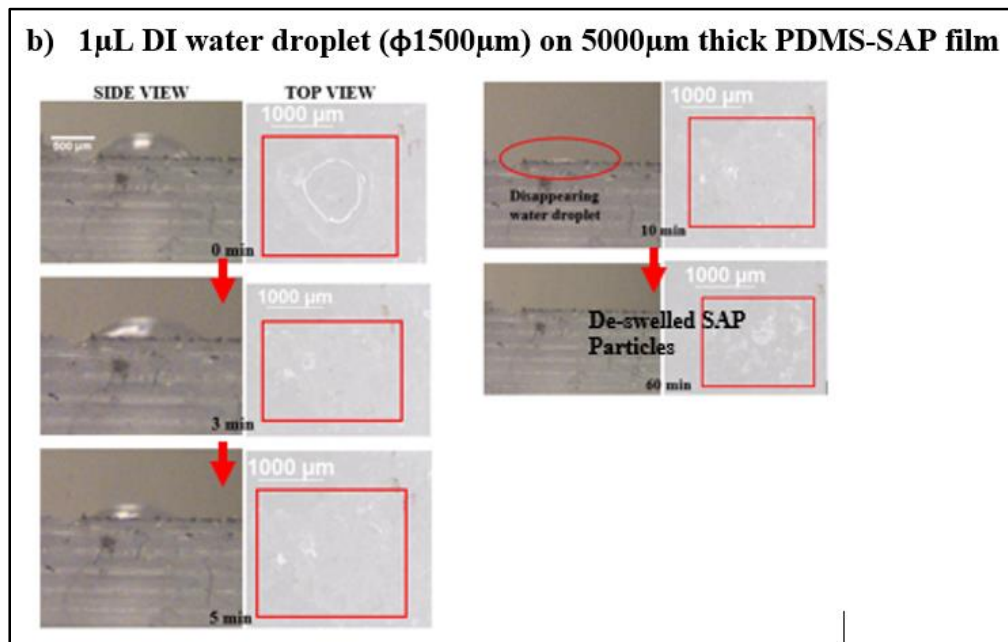 b) 1μL DI water droplet (ϕ1500μm) on 5000μm thick PDMS-SAP film
SIDE VIEW
TOP VIEW
500 μm
1000 μm
0 min
1000 μm
3 min
1000 μm
5 min
1000 μm
Disappearing
water droplet
10 min
1000 μm
De-swelled SAP
Particles
60 min